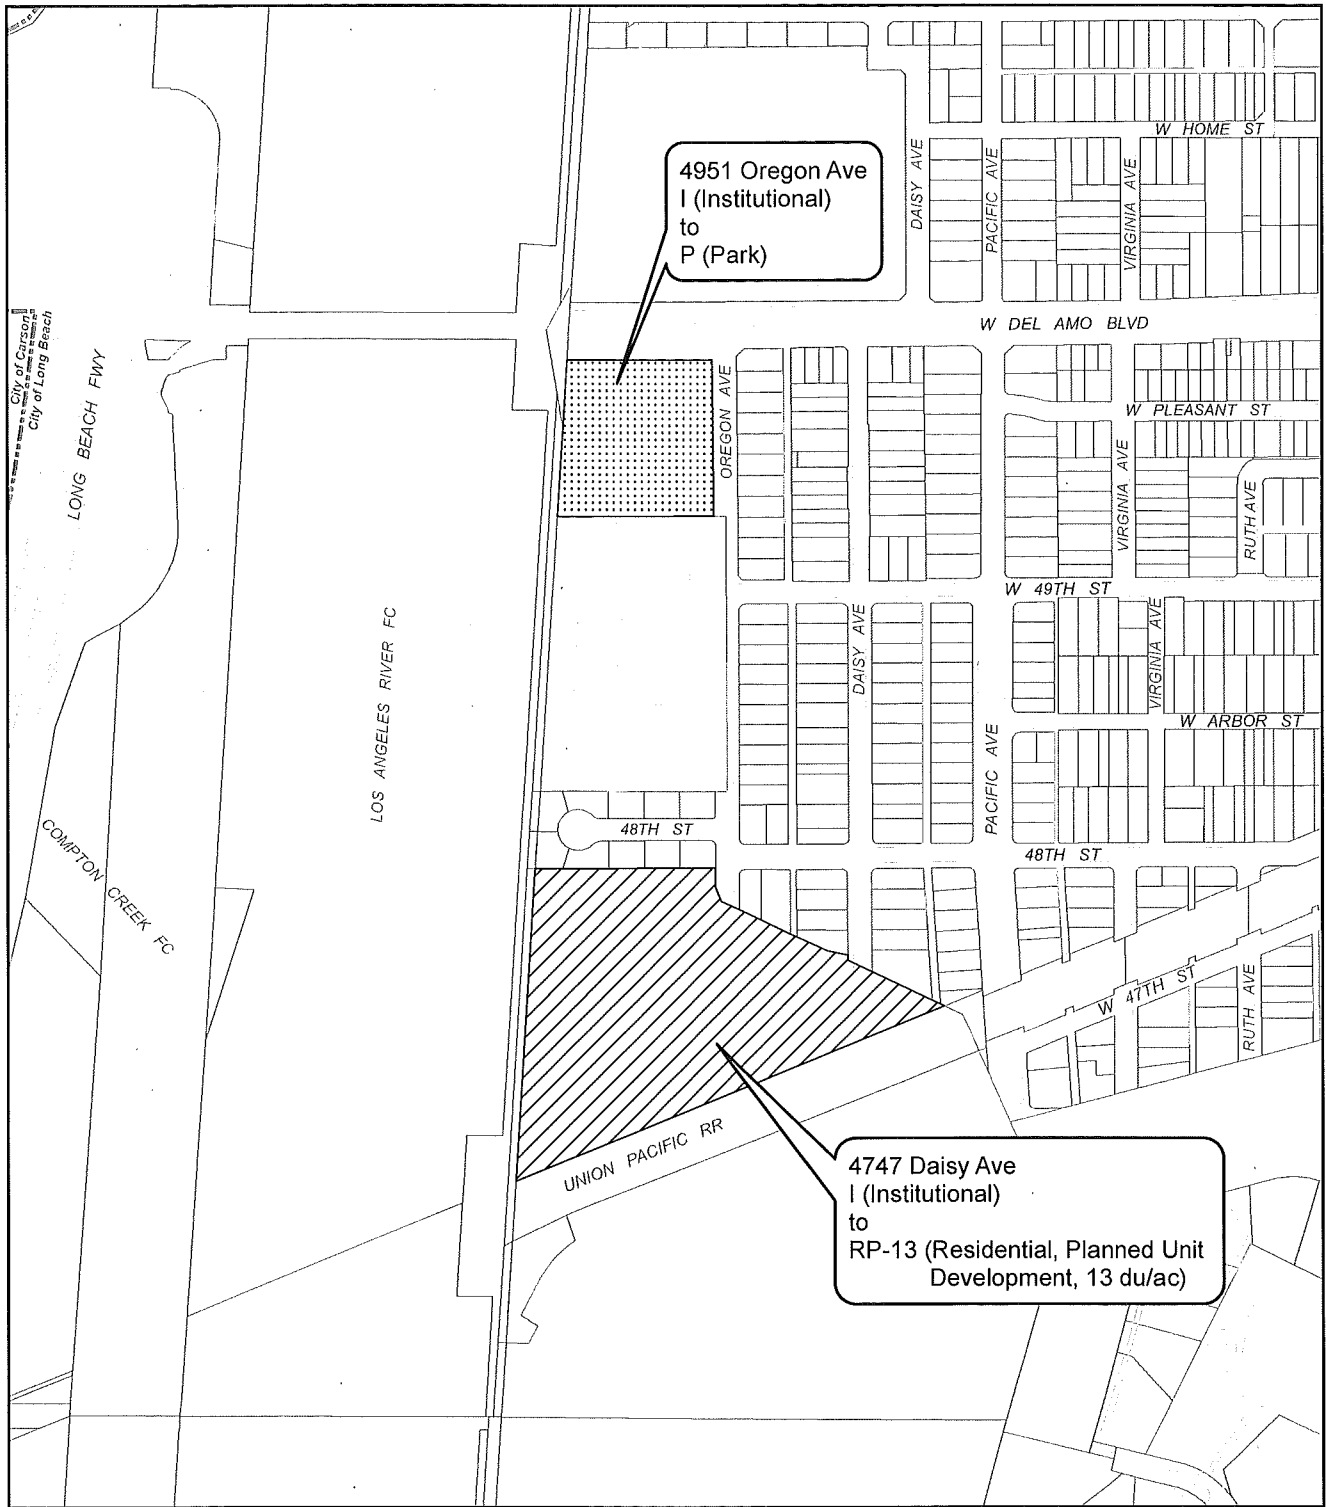 W HOME ST
4951 Oregon Ave
I (Institutional)
to
P (Park)
DAISY AVE
PACIFIC AVE
VIRGINIA AVE
W DEL AMO BLVD
City of Carson
City of Long Beach
LONG BEACH FWY
OREGON AVE
W PLEASANT ST
VIRGINIA AVE
RUTH AVE
W 49TH ST
LOS ANGELES RIVER FC
DAISY AVE
VIRGINIA AVE
W ARBOR ST
PACIFIC AVE
48TH ST
48TH ST
COMPTON CREEK FC
W 47TH ST
RUTH AVE
UNION PACIFIC RR
4747 Daisy Ave
I (Institutional)
to
RP-13 (Residential, Planned Unit
Development, 13 du/ac)